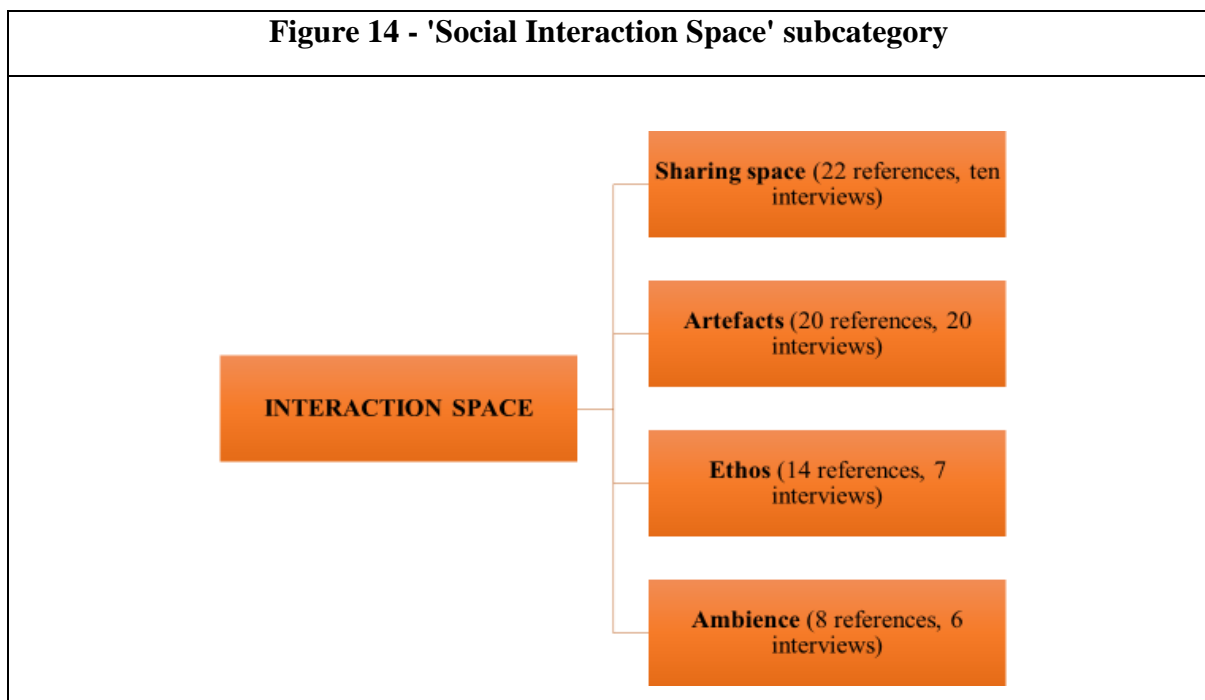 Figure 14 - 'Social Interaction Space' subcategory
Sharing space (22 references, ten
interviews)
Artefacts (20 references, 20
interviews)
INTERACTION SPACE
Ethos (14 references, 7
interviews)
Ambience (8 references, 6
interviews)